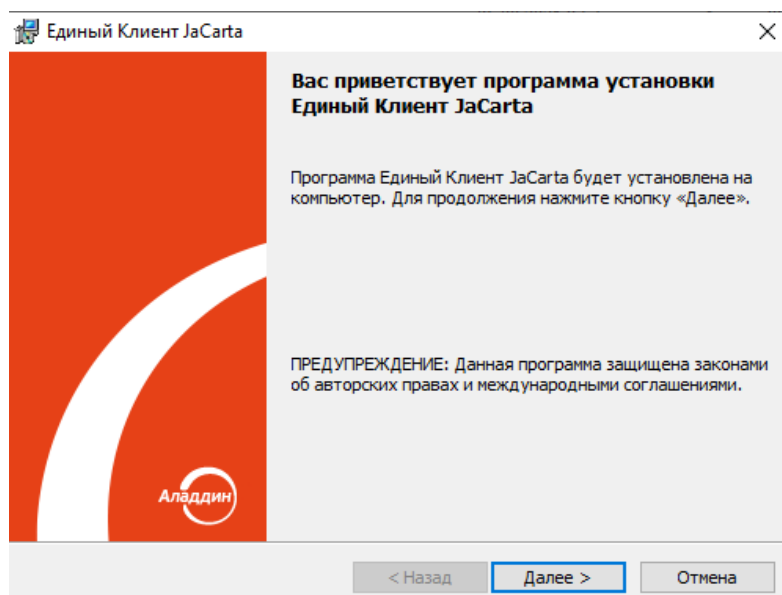 Единый Клиент JaCarta
Вас приветствует программа установки
Единый Клиент JaCarta
Программа Единый Клиент JaCarta будет установлена на
компьютер. Для продолжения нажмите кнопку «Далее».
ПРЕДУПРЕЖДЕНИЕ: Данная программа защищена законами
об авторских правах и международными соглашениями.
Аладдин
< Назад
Далее >
Отмена